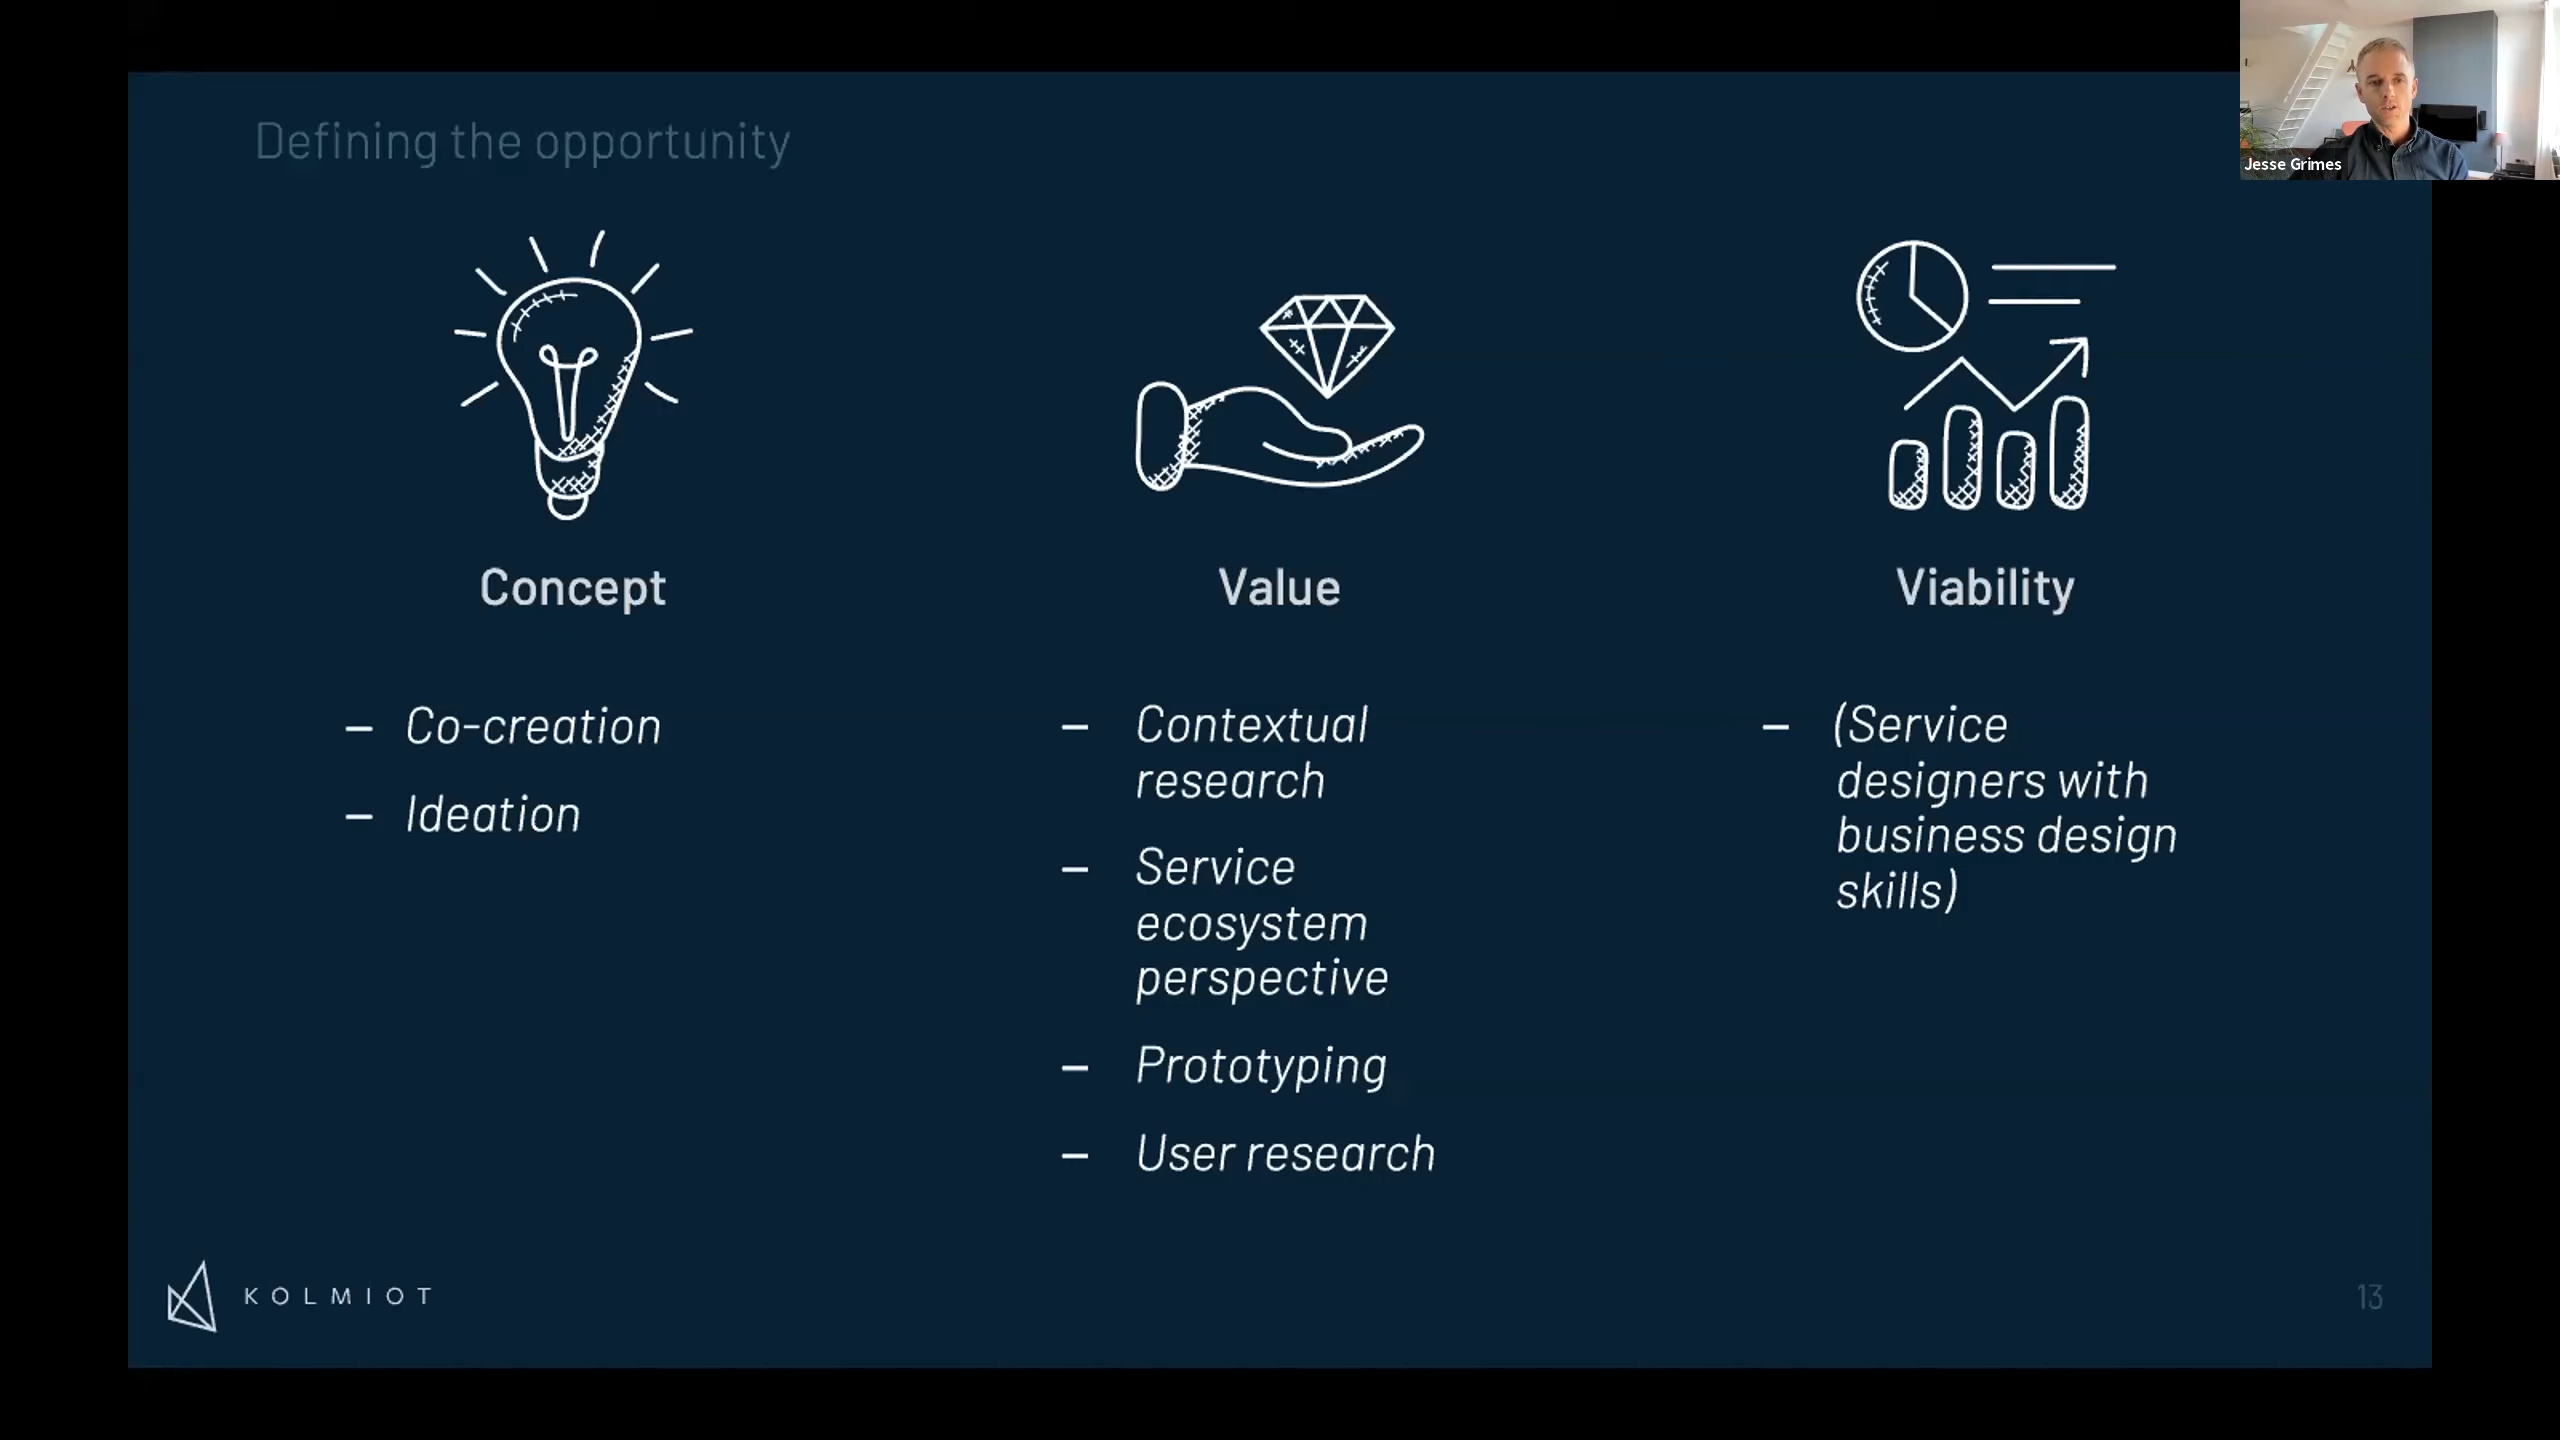 Jesse Grimes
Defining the opportunity
Concept
– Co-creation
– Ideation
Value
– Contextual
research
– Service
ecosystem
perspective
– Prototyping
– User research
Viability
– (Service
designers with
business design
skills)
KOLMIOT
13